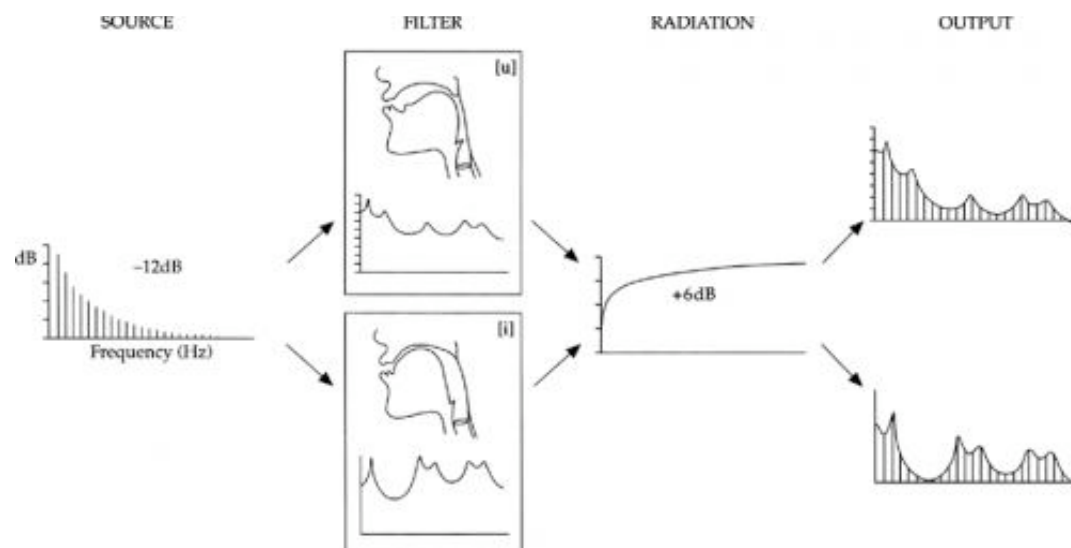 SOURCE FILTER RADIATION OUTPUT
[u]
dB
–12dB
Frequency (Hz)
+6dB
[i]